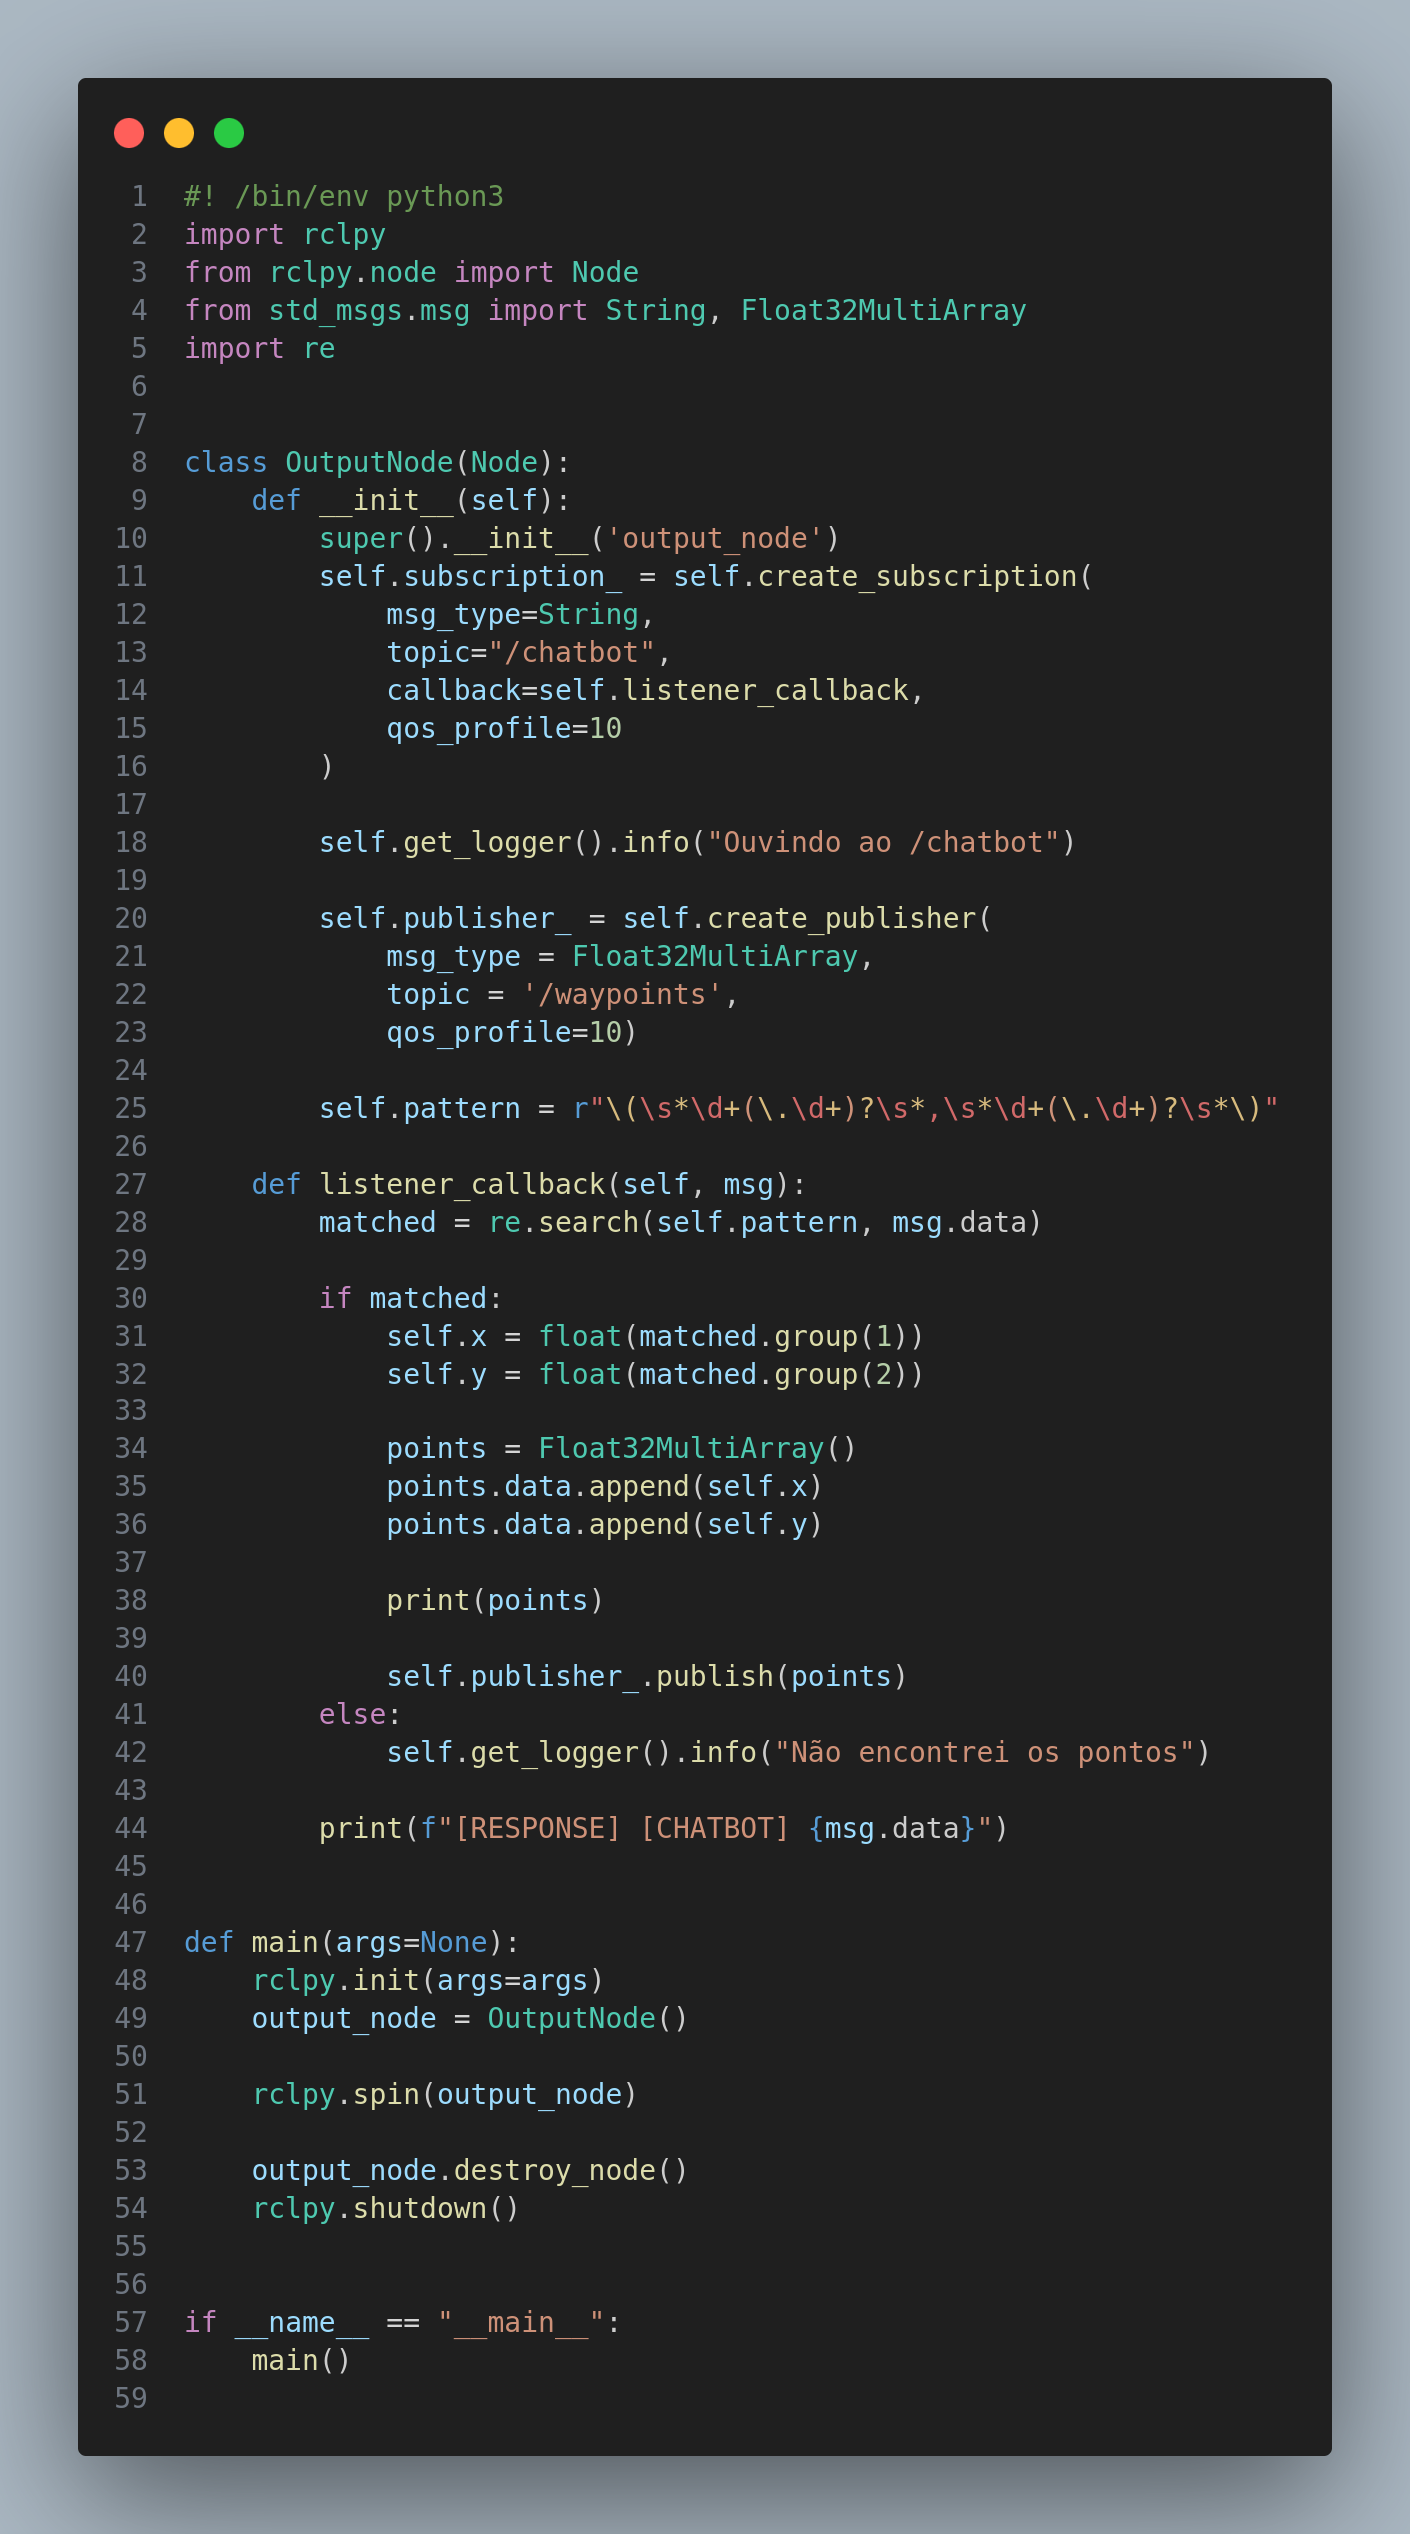 1 #! /bin/env python3
2 import rclpy
3 from rclpy.node import Node
4 from std_msgs.msg import String, Float32MultiArray
5 import re
6
7
8 class OutputNode(Node):
9     def __init__(self):
10         super().__init__('output_node')
11         self.subscription_ = self.create_subscription(
12             msg_type=String,
13             topic="/chatbot",
14             callback=self.listener_callback,
15             qos_profile=10
16         )
17
18         self.get_logger().info("Ouvindo ao /chatbot")
19
20         self.publisher_ = self.create_publisher(
21             msg_type = Float32MultiArray,
22             topic = '/waypoints',
23             qos_profile=10)
24
25         self.pattern = r"\(\s*\d+(\.\d+)?\s*,\s*\d+(\.\d+)?\s*\)"
26
27     def listener_callback(self, msg):
28         matched = re.search(self.pattern, msg.data)
29
30         if matched:
31             self.x = float(matched.group(1))
32             self.y = float(matched.group(2))
33
34             points = Float32MultiArray()
35             points.data.append(self.x)
36             points.data.append(self.y)
37
38             print(points)
39
40             self.publisher_.publish(points)
41         else:
42             self.get_logger().info("Não encontrei os pontos")
43
44         print(f"[RESPONSE] [CHATBOT] {msg.data}")
45
46
47 def main(args=None):
48     rclpy.init(args=args)
49     output_node = OutputNode()
50
51     rclpy.spin(output_node)
52
53     output_node.destroy_node()
54     rclpy.shutdown()
55
56
57 if __name__ == "__main__":
58     main()
59